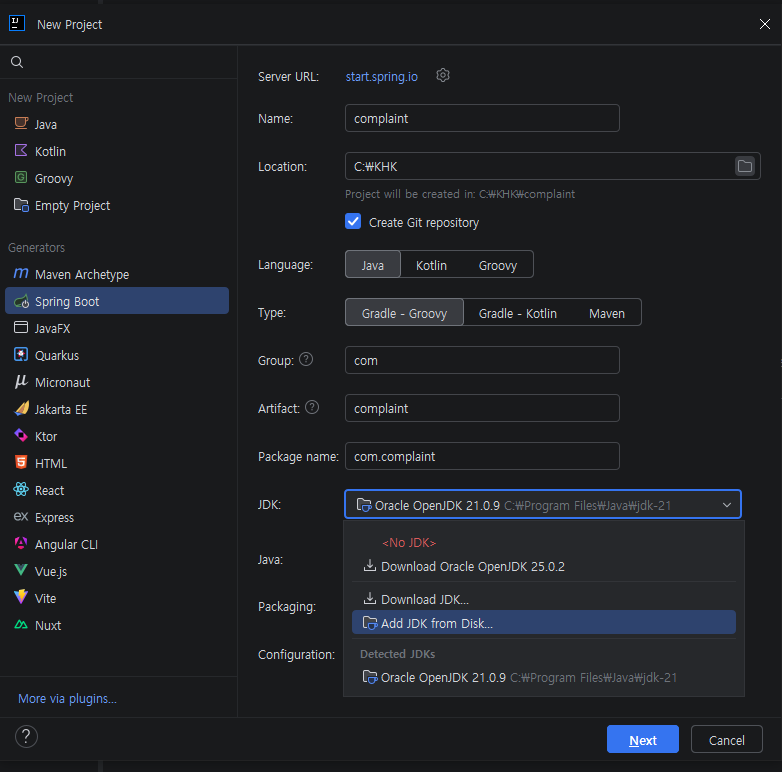 New Project
New Project
Java
Kotlin
Groovy
Empty Project
Generators
Maven Archetype
Spring Boot
JavaFX
Quarkus
Micronaut
Jakarta EE
Ktor
HTML
React
Express
Angular CLI
Vue.js
Vite
Nuxt
More via plugins...
Server URL: start.spring.io
Name: complaint
Location: C:₩KHK
Project will be created in: C:₩KHK₩complaint
Create Git repository
Language: Java Kotlin Groovy
Type: Gradle - Groovy Gradle - Kotlin Maven
Group: com
Artifact: complaint
Package name: com.complaint
JDK: Oracle OpenJDK 21.0.9 C:₩Program Files₩Java₩jdk-21
<No JDK>
Java:
Download Oracle OpenJDK 25.0.2
Download JDK...
Packaging:
Add JDK from Disk...
Configuration:
Detected JDKs
Oracle OpenJDK 21.0.9 C:₩Program Files₩Java₩jdk-21
Next
Cancel